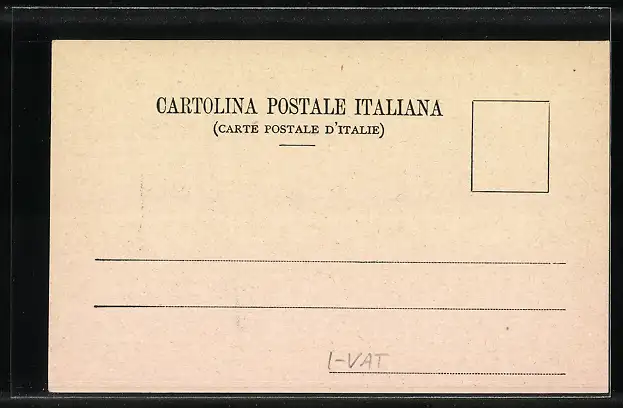 CARTOLINA POSTALE ITALIANA
(CARTE POSTALE D'ITALIE)
I-VAT